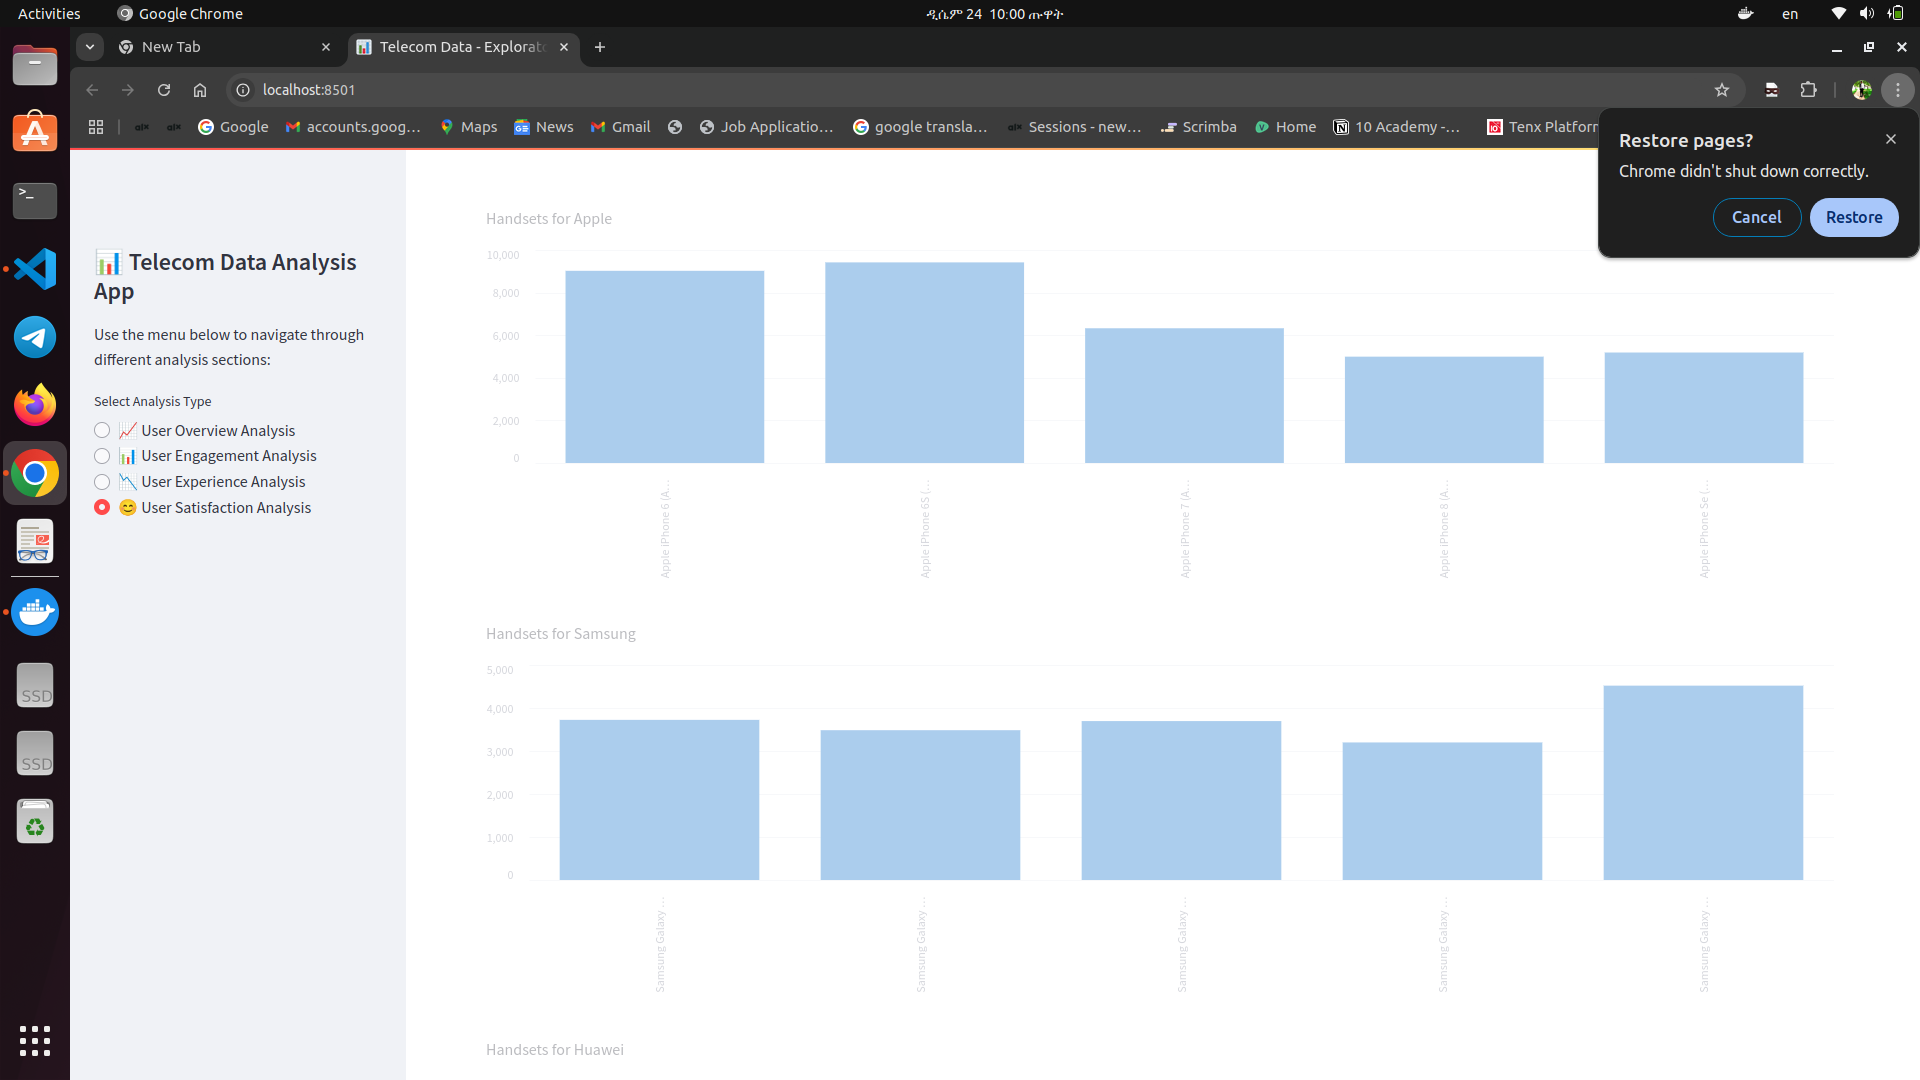 Activities
Google Chrome
ዲሴም 24 10:00 ጡዋት
en
New Tab
Telecom Data - Explorato
localhost:8501
Google
accounts.goog…
Maps
News
Gmail
Job Applicatio…
google transla…
Sessions - new…
Scrimba
Home
10 Academy -…
Tenx Platform
Restore pages?
Chrome didn't shut down correctly.
Cancel
Restore
📊 Telecom Data Analysis
App
Use the menu below to navigate through
different analysis sections:
Select Analysis Type
📈 User Overview Analysis
📊 User Engagement Analysis
📉 User Experience Analysis
😊 User Satisfaction Analysis
SSD
SSD
Handsets for Apple
10,000
8,000
6,000
4,000
2,000
0
Apple iPhone 6 (A…
Apple iPhone 6S (…
Apple iPhone 7 (A…
Apple iPhone 8 (A…
Apple iPhone Se (…
Handsets for Samsung
5,000
4,000
3,000
2,000
1,000
0
Samsung Galaxy …
Samsung Galaxy …
Samsung Galaxy …
Samsung Galaxy …
Samsung Galaxy …
Handsets for Huawei